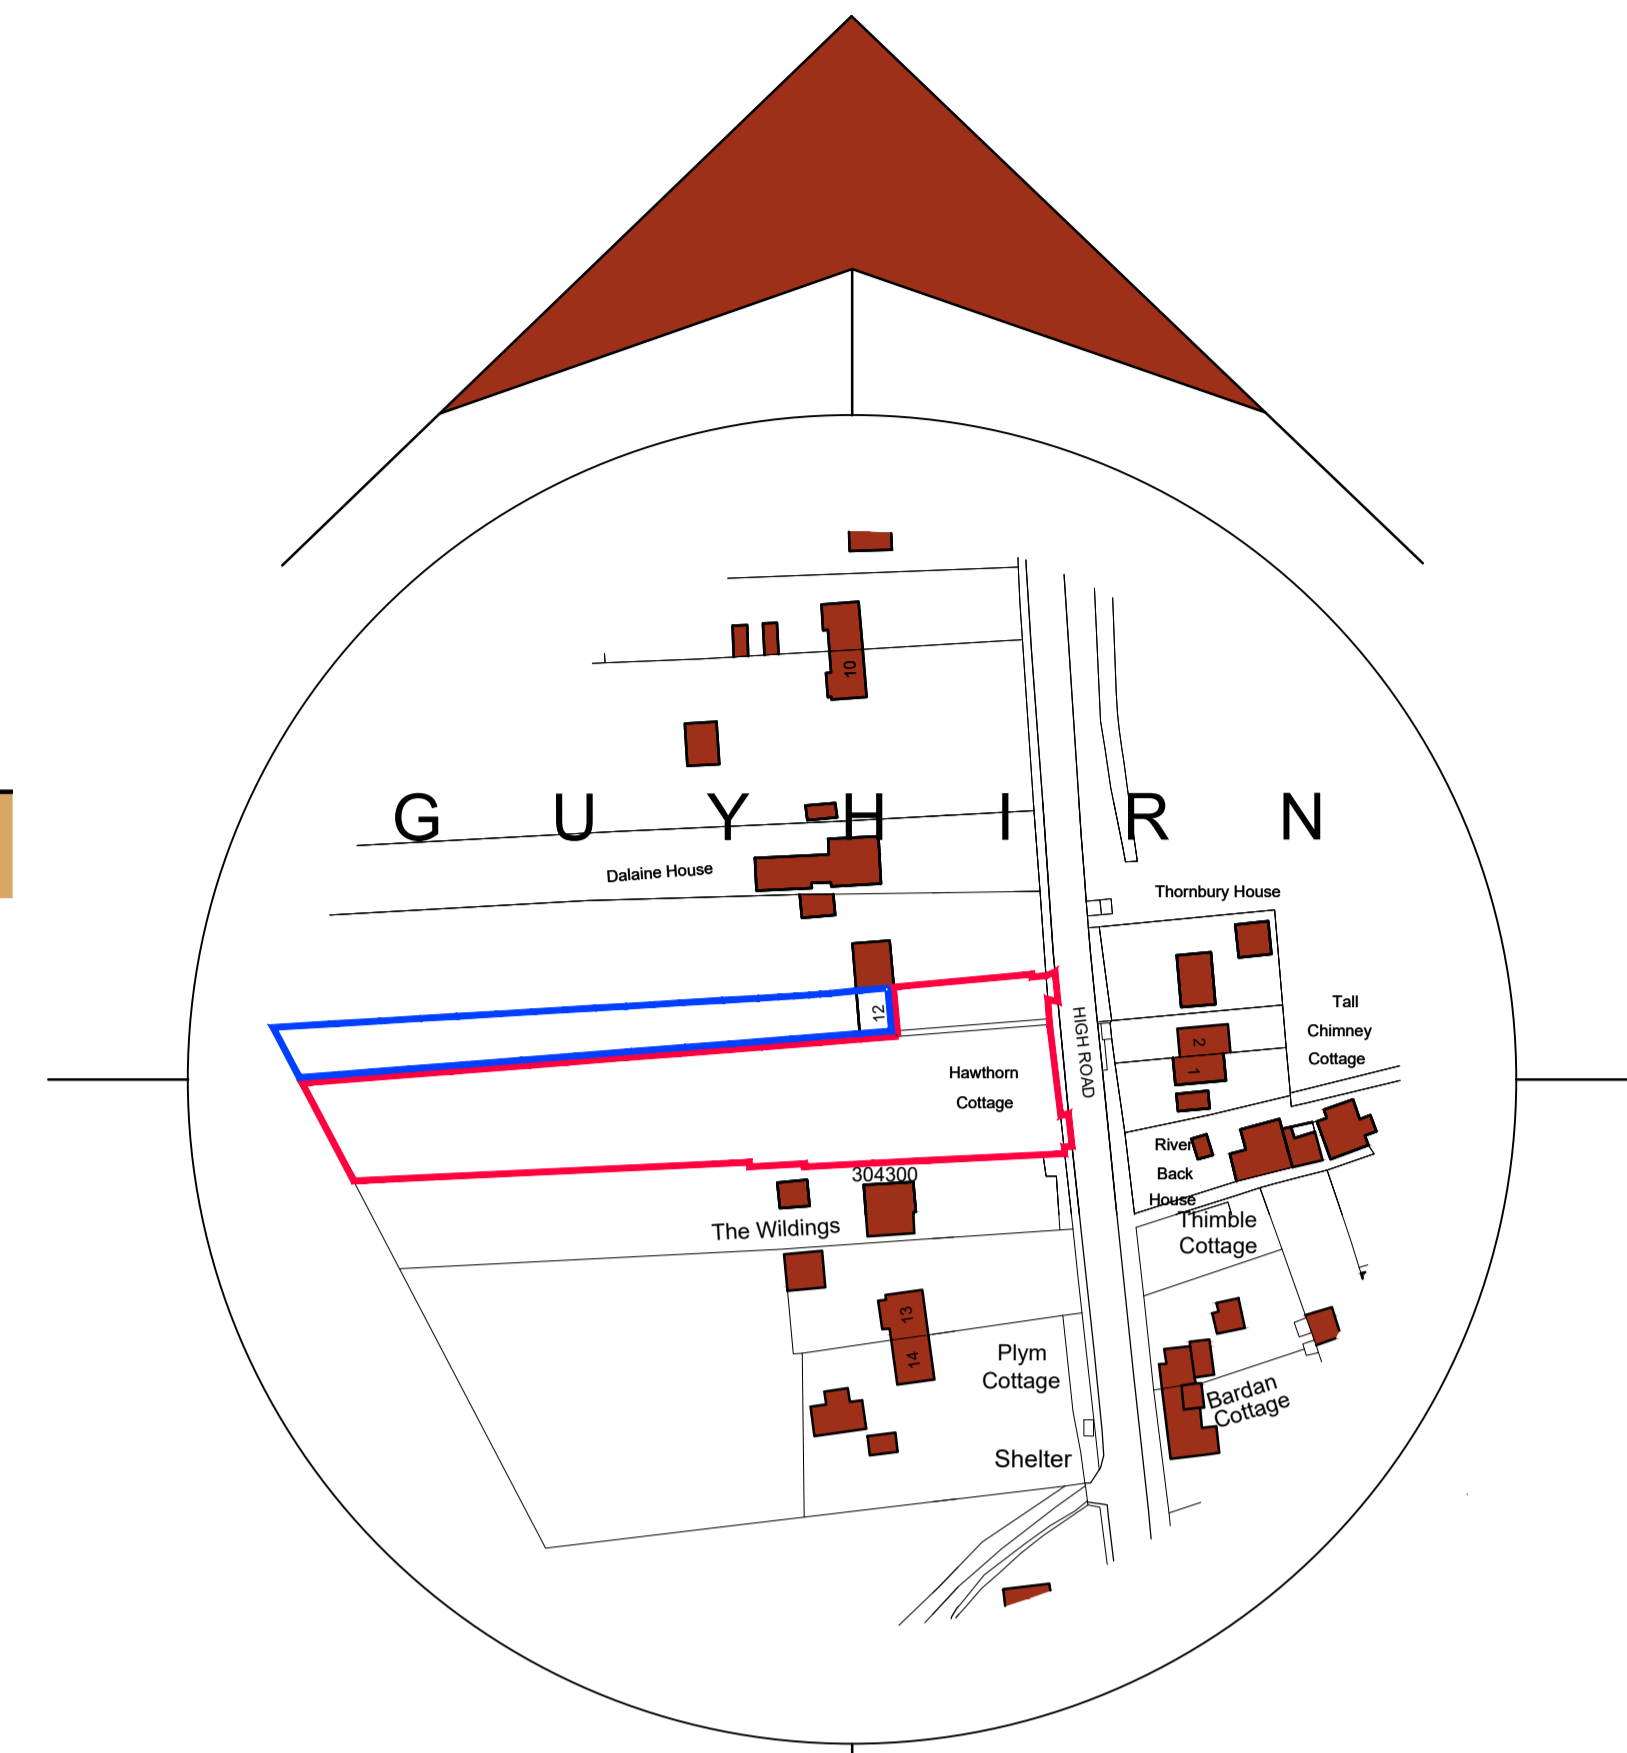 10
G U Y H I R N
Dalaine House
Thornbury House
12
HIGH ROAD
Tall
Chimney
Cottage
2
1
Hawthorn
Cottage
River
Back
House
304300
The Wildings
Thimble
Cottage
13
14
Plym
Cottage
Bardan
Cottage
Shelter